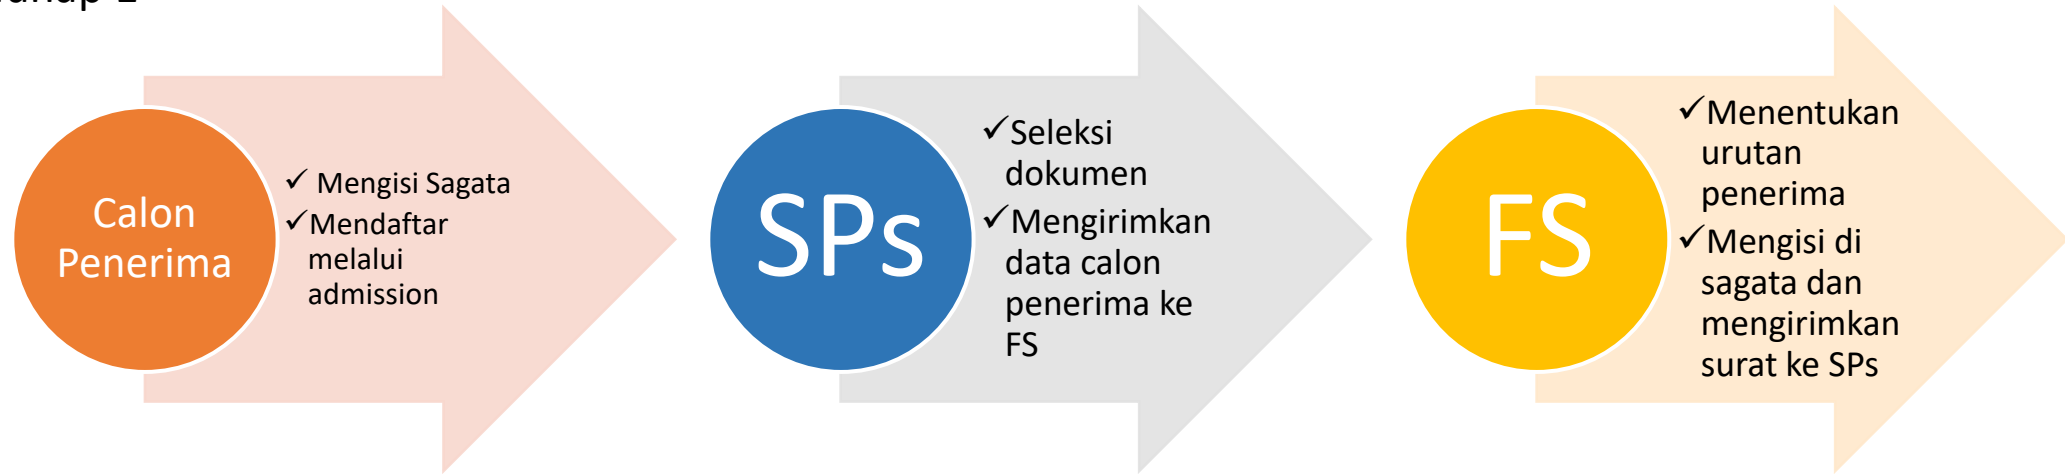 Calon
Penerima
✓ Mengisi Sagata
✓Mendaftar
melalui
admission
SPs
✓Seleksi
dokumen
✓Mengirimkan
data calon
penerima ke
FS
FS
✓Menentukan
urutan
penerima
✓Mengisi di
sagata dan
mengirimkan
surat ke SPs